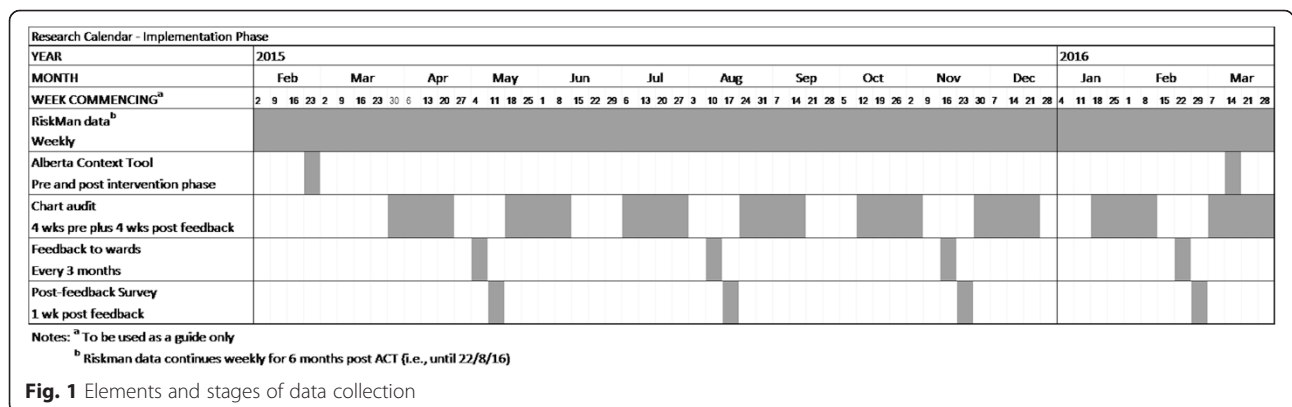 Research Calendar - Implementation Phase
YEAR 2015 2016
MONTH Feb Mar Apr May Jun Jul Aug Sep Oct Nov Dec Jan Feb Mar
WEEK COMMENCINGᵃ 2 9 16 23 2 9 16 23 30 6 13 20 27 4 11 18 25 1 8 15 22 29 6 13 20 27 3 10 17 24 31 7 14 21 28 5 12 19 26 2 9 16 23 30 7 14 21 28 4 11 18 25 1 8 15 22 29 7 14 21 28
RiskMan dataᵇ
Weekly
Alberta Context Tool
Pre and post intervention phase
Chart audit
4 wks pre plus 4 wks post feedback
Feedback to wards
Every 3 months
Post-feedback Survey
1 wk post feedback
Notes: ᵃ To be used as a guide only
ᵇ Riskman data continues weekly for 6 months post ACT (i.e., until 22/8/16)
Fig. 1 Elements and stages of data collection